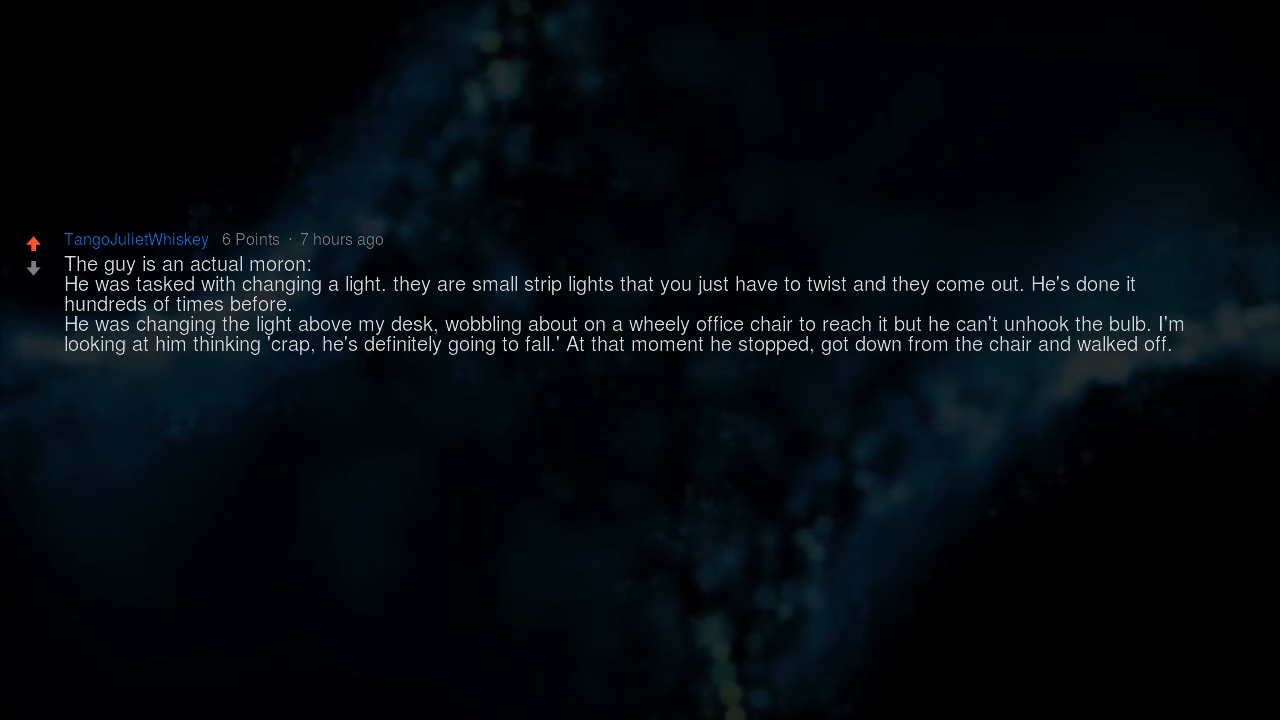 TangoJulietWhiskey 6 Points · 7 hours ago
The guy is an actual moron:
He was tasked with changing a light. they are small strip lights that you just have to twist and they come out. He's done it
hundreds of times before.
He was changing the light above my desk, wobbling about on a wheely office chair to reach it but he can't unhook the bulb. I'm
looking at him thinking 'crap, he's definitely going to fall.' At that moment he stopped, got down from the chair and walked off.